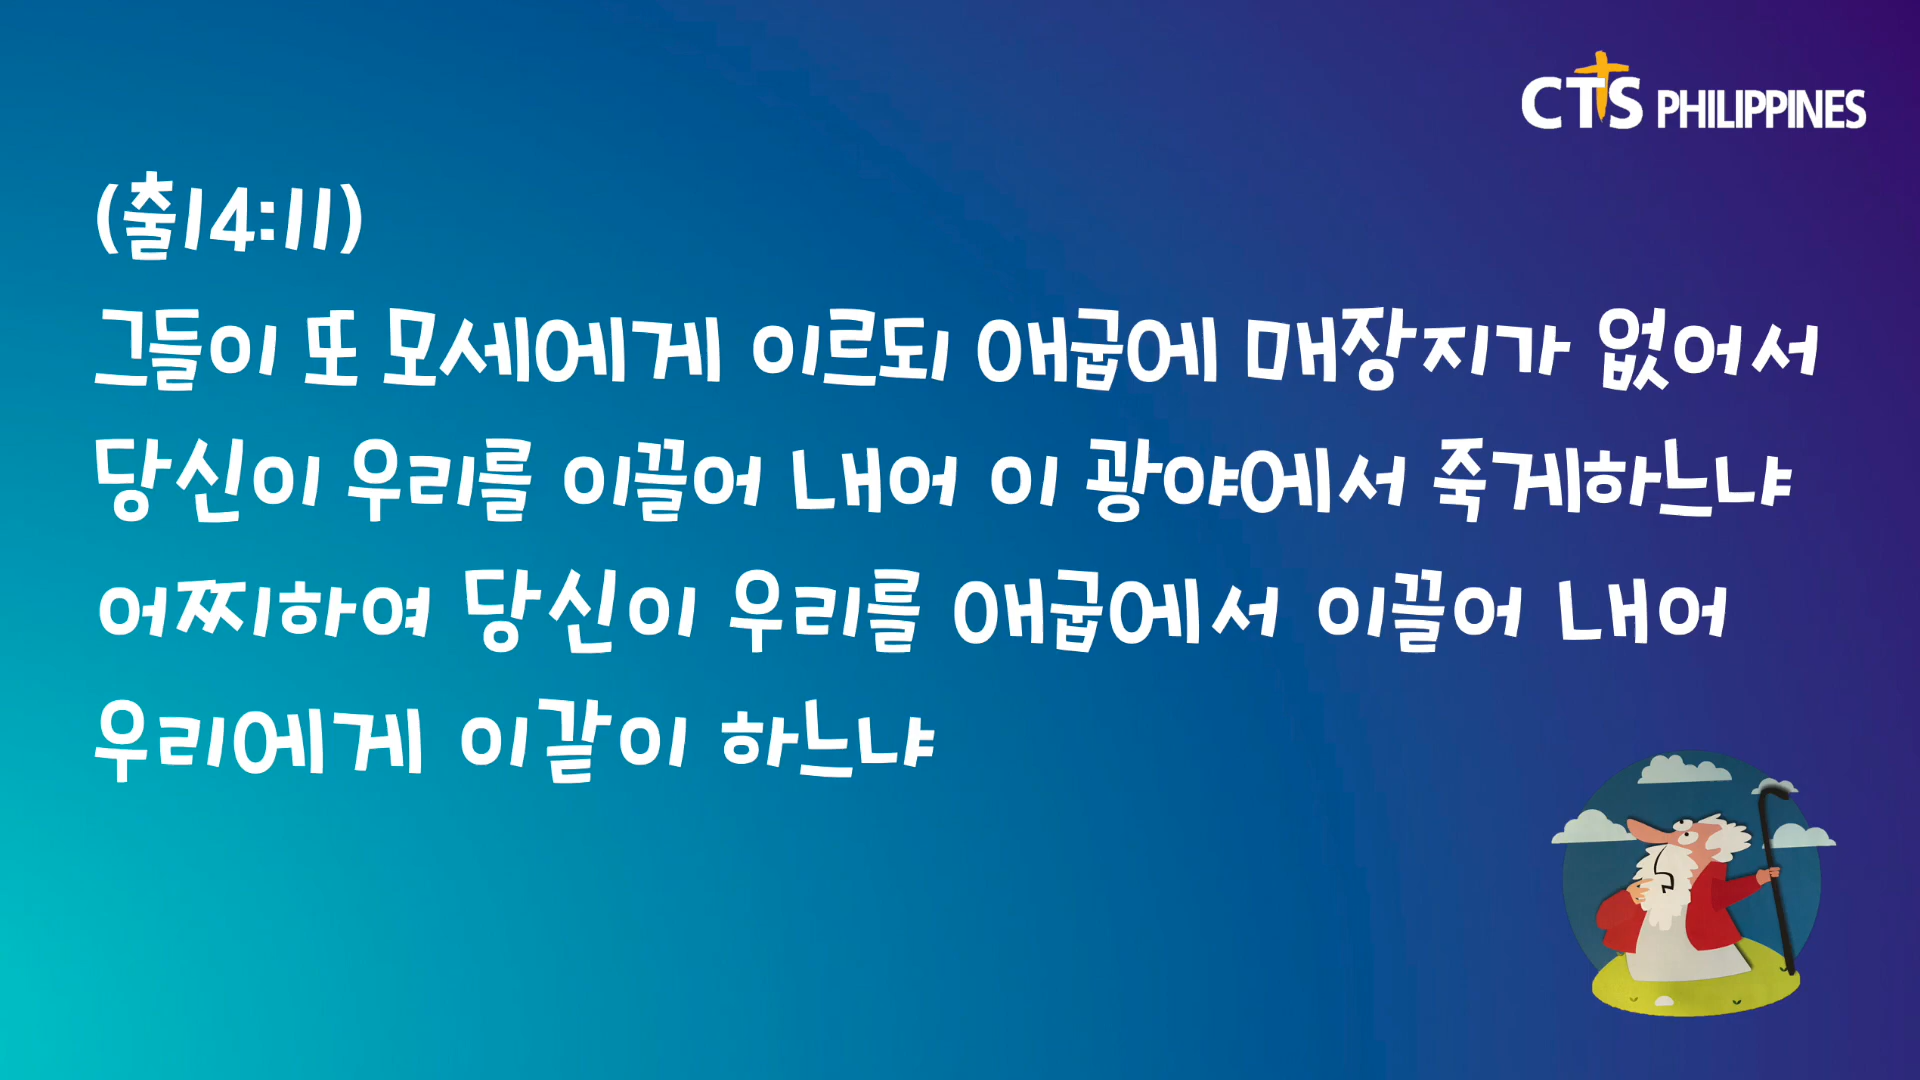 CTS PHILIPPINES
(출14:11)
그들이 또 모세에게 이르되 애굽에 매장지가 없어서
당신이 우리를 이끌어 내어 이 광야에서 죽게하느냐
어찌하여 당신이 우리를 애굽에서 이끌어 내어
우리에게 이같이 하느냐